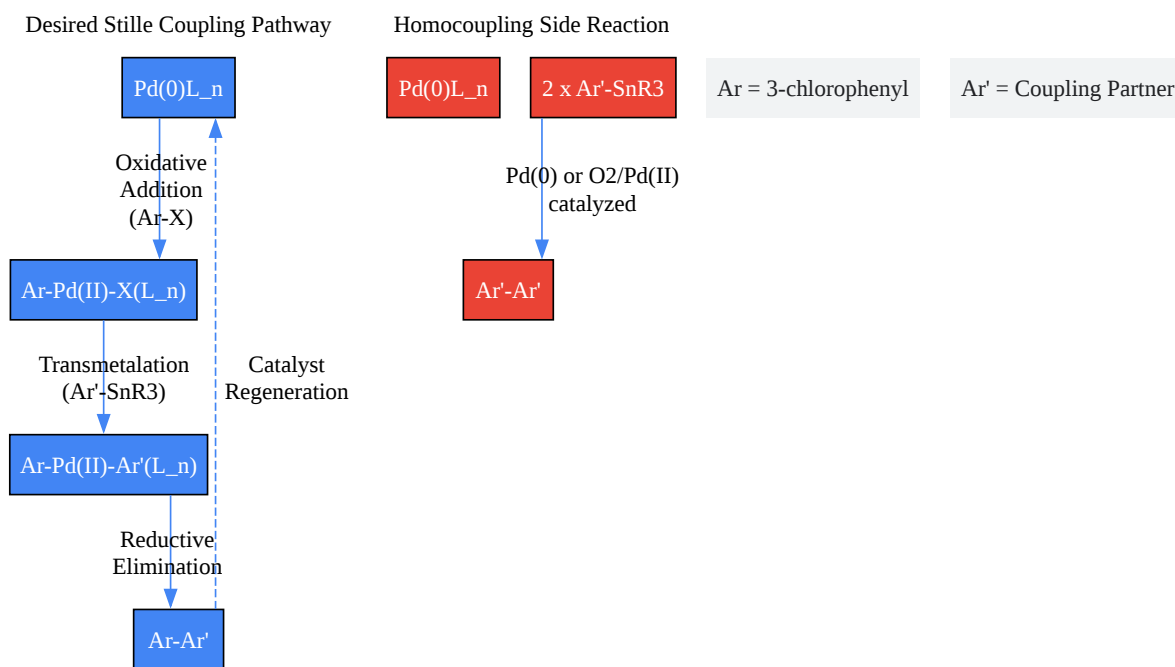 Desired Stille Coupling Pathway
Homocoupling Side Reaction
Pd(0)L_n
Pd(0)L_n
2 x Ar'-SnR3
Ar = 3-chlorophenyl
Ar' = Coupling Partner
Oxidative
Addition
(Ar-X)
Pd(0) or O2/Pd(II)
catalyzed
Ar-Pd(II)-X(L_n)
Ar'-Ar'
Transmetalation
(Ar'-SnR3)
Catalyst
Regeneration
Ar-Pd(II)-Ar'(L_n)
Reductive
Elimination
Ar-Ar'